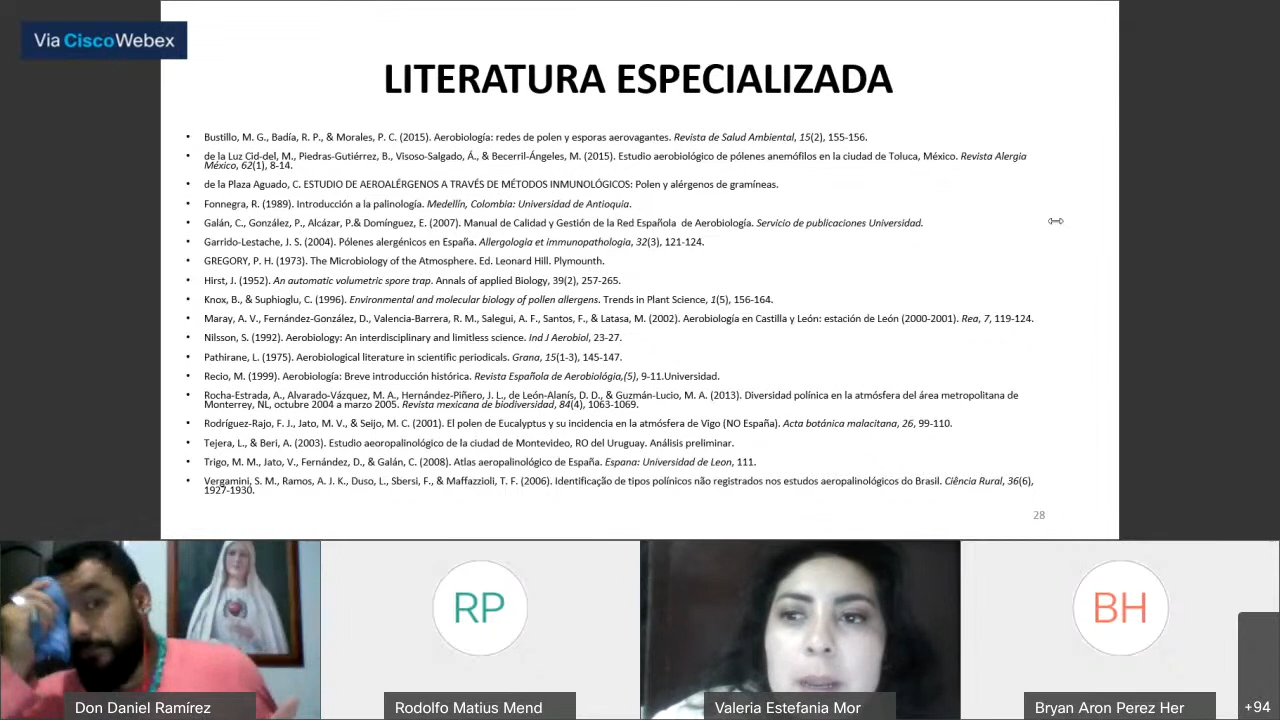 Via Cisco Webex
LITERATURA ESPECIALIZADA
• Bustillo, M. G., Badía, R. P., & Morales, P. C. (2015). Aerobiología: redes de polen y esporas aerovagantes. Revista de Salud Ambiental, 15(2), 155-156.
• de la Luz Cid-del, M., Piedras-Gutiérrez, B., Visoso-Salgado, Á., & Becerril-Ángeles, M. (2015). Estudio aerobiológico de pólenes anemófilos en la ciudad de Toluca, México. Revista Alergia
México, 62(1), 8-14.
• de la Plaza Aguado, C. ESTUDIO DE AEROALÉRGENOS A TRAVÉS DE MÉTODOS INMUNOLÓGICOS: Polen y alérgenos de gramíneas.
• Fonnegra, R. (1989). Introducción a la palinología. Medellín, Colombia: Universidad de Antioquia.
• Galán, C., González, P., Alcázar, P.& Domínguez, E. (2007). Manual de Calidad y Gestión de la Red Española de Aerobiología. Servicio de publicaciones Universidad.
• Garrido-Lestache, J. S. (2004). Pólenes alergénicos en España. Allergologia et immunopathologia, 32(3), 121-124.
• GREGORY, P. H. (1973). The Microbiology of the Atmosphere. Ed. Leonard Hill. Plymounth.
• Hirst, J. (1952). An automatic volumetric spore trap. Annals of applied Biology, 39(2), 257-265.
• Knox, B., & Suphioglu, C. (1996). Environmental and molecular biology of pollen allergens. Trends in Plant Science, 1(5), 156-164.
• Maray, A. V., Fernández-González, D., Valencia-Barrera, R. M., Salegui, A. F., Santos, F., & Latasa, M. (2002). Aerobiología en Castilla y León: estación de León (2000-2001). Rea, 7, 119-124.
• Nilsson, S. (1992). Aerobiology: An interdisciplinary and limitless science. Ind J Aerobiol, 23-27.
• Pathirane, L. (1975). Aerobiological literature in scientific periodicals. Grana, 15(1-3), 145-147.
• Recio, M. (1999). Aerobiología: Breve introducción histórica. Revista Española de Aerobiológia,(5), 9-11.Universidad.
• Rocha-Estrada, A., Alvarado-Vázquez, M. A., Hernández-Piñero, J. L., de León-Alanís, D. D., & Guzmán-Lucio, M. A. (2013). Diversidad polínica en la atmósfera del área metropolitana de
Monterrey, NL, octubre 2004 a marzo 2005. Revista mexicana de biodiversidad, 84(4), 1063-1069.
• Rodríguez-Rajo, F. J., Jato, M. V., & Seijo, M. C. (2001). El polen de Eucalyptus y su incidencia en la atmósfera de Vigo (NO España). Acta botánica malacitana, 26, 99-110.
• Tejera, L., & Beri, A. (2003). Estudio aeoropalinológico de la ciudad de Montevideo, RO del Uruguay. Análisis preliminar.
• Trigo, M. M., Jato, V., Fernández, D., & Galán, C. (2008). Atlas aeropalinológico de España. Espana: Universidad de Leon, 111.
• Vergamini, S. M., Ramos, A. J. K., Duso, L., Sbersi, F., & Maffazzioli, T. F. (2006). Identificação de tipos polínicos não registrados nos estudos aeropalinológicos do Brasil. Ciência Rural, 36(6),
1927-1930.
28
RP
BH
Don Daniel Ramírez
Rodolfo Matius Mend
Valeria Estefania Mor
Bryan Aron Perez Her
+94